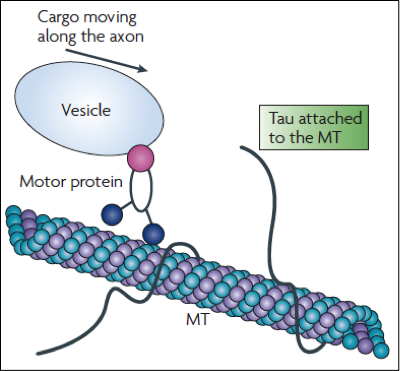 Cargo moving
along the axon
Vesicle
Tau attached
to the MT
Motor protein
MT